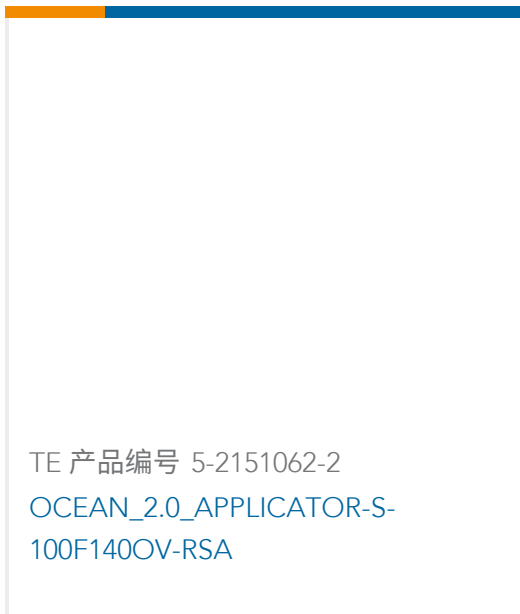 TE 产品编号 5-2151062-2
OCEAN_2.0_APPLICATOR-S-
100F140OV-RSA